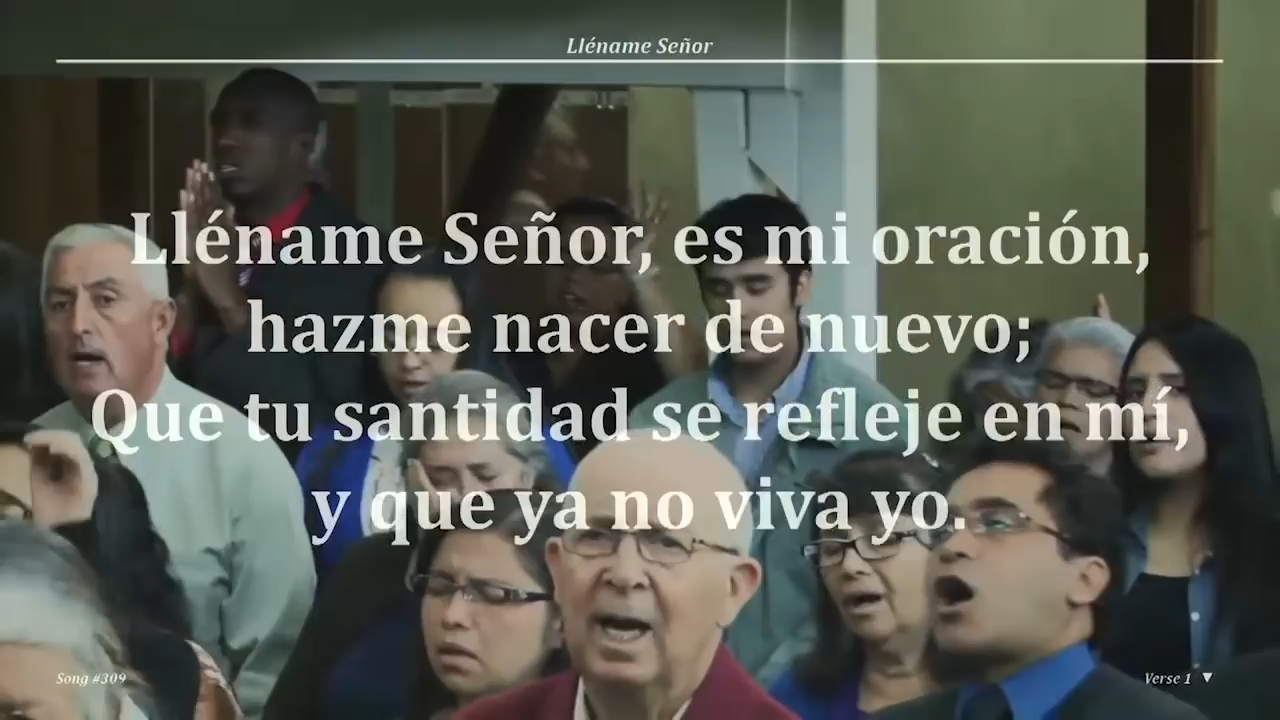 Lléname Señor
Lléname Señor, es mi oración,
hazme nacer de nuevo;
Que tu santidad se refleje en mí,
y que ya no viva yo.
Song #309
Verse 1 ▼